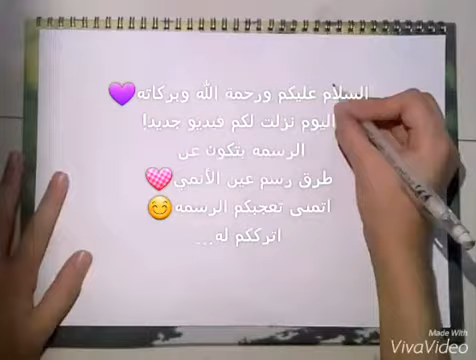 السلام عليكم ورحمة الله وبركاته💜
اليوم نزلت لكم فيديو جديد!
الرسمه بتكون عن
طرق رسم عين الأنمي💟
اتمنى تعجبكم الرسمه😊
اترككم له...
Made With
VivaVideo